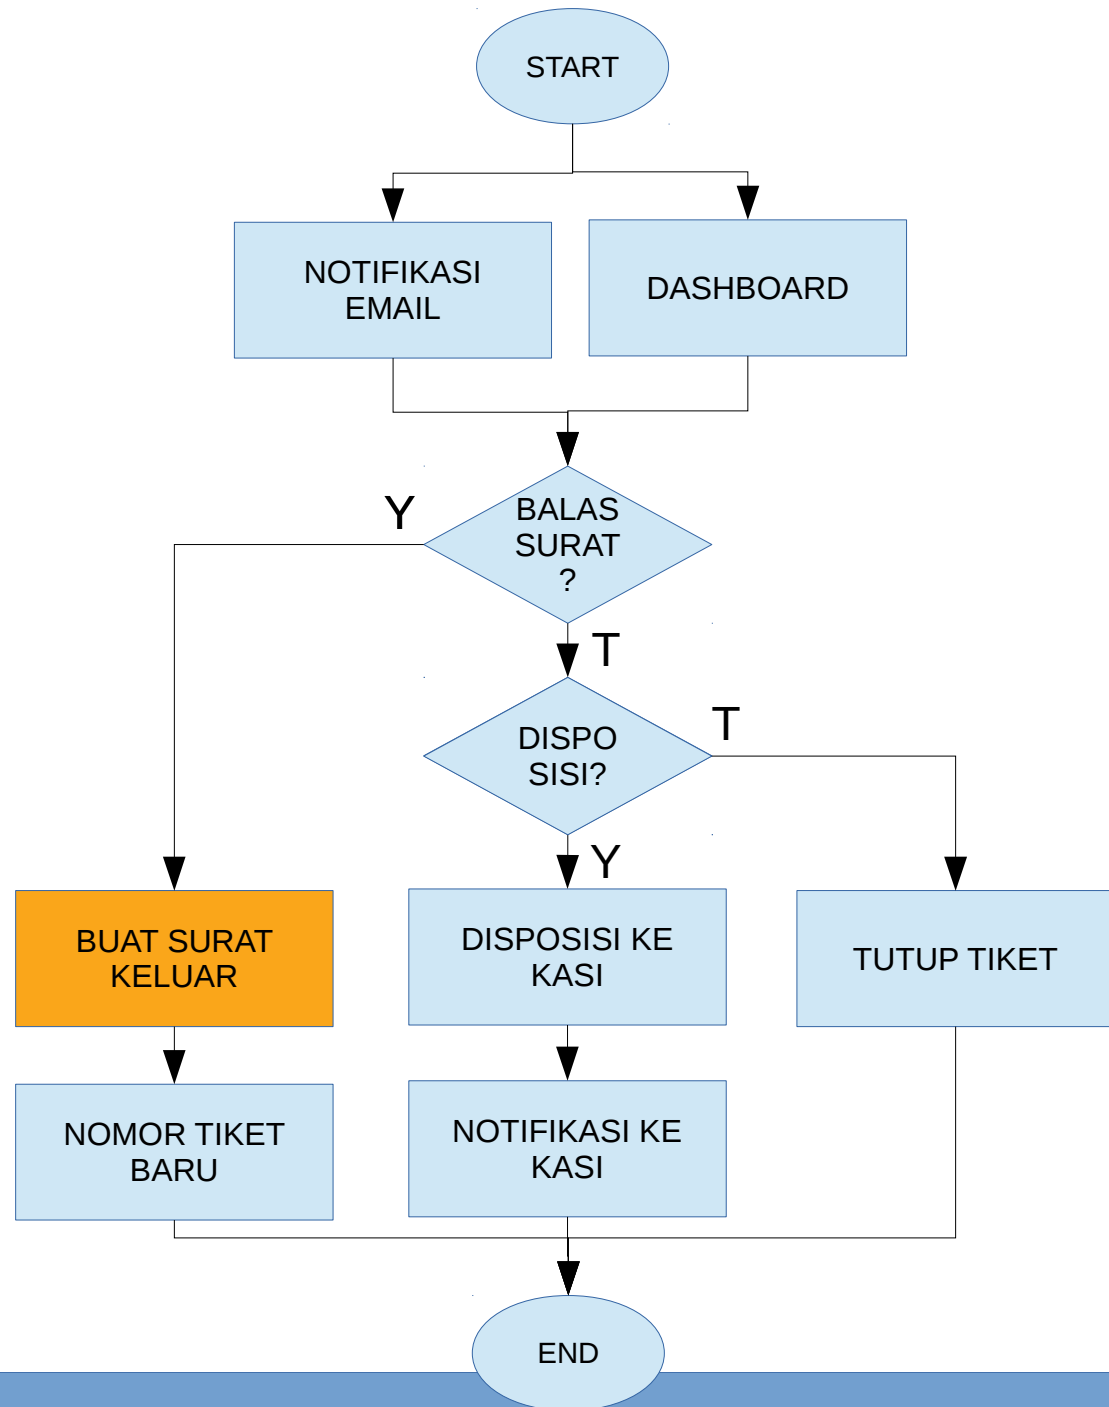 START
NOTIFIKASI
EMAIL
DASHBOARD
Y
BALAS
SURAT
?
T
DISPO
SISI?
T
Y
BUAT SURAT
KELUAR
DISPOSISI KE
KASI
TUTUP TIKET
NOMOR TIKET
BARU
NOTIFIKASI KE
KASI
END